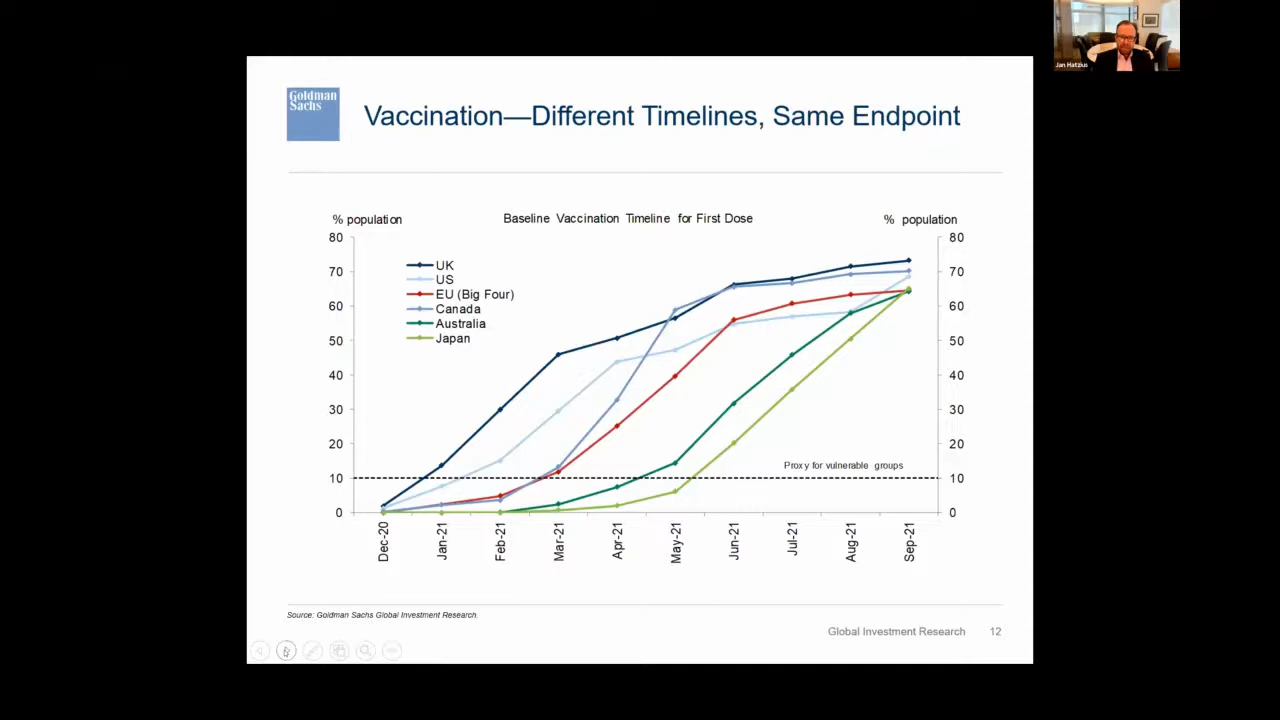 Jan Hatzius
Goldman
Sachs
Vaccination—Different Timelines, Same Endpoint
% population
Baseline Vaccination Timeline for First Dose
% population
80
70
60
50
40
30
20
10
0
UK
US
EU (Big Four)
Canada
Australia
Japan
80
70
60
50
40
30
20
10
0
Proxy for vulnerable groups
Dec-20
Jan-21
Feb-21
Mar-21
Apr-21
May-21
Jun-21
Jul-21
Aug-21
Sep-21
Source: Goldman Sachs Global Investment Research.
Global Investment Research 12